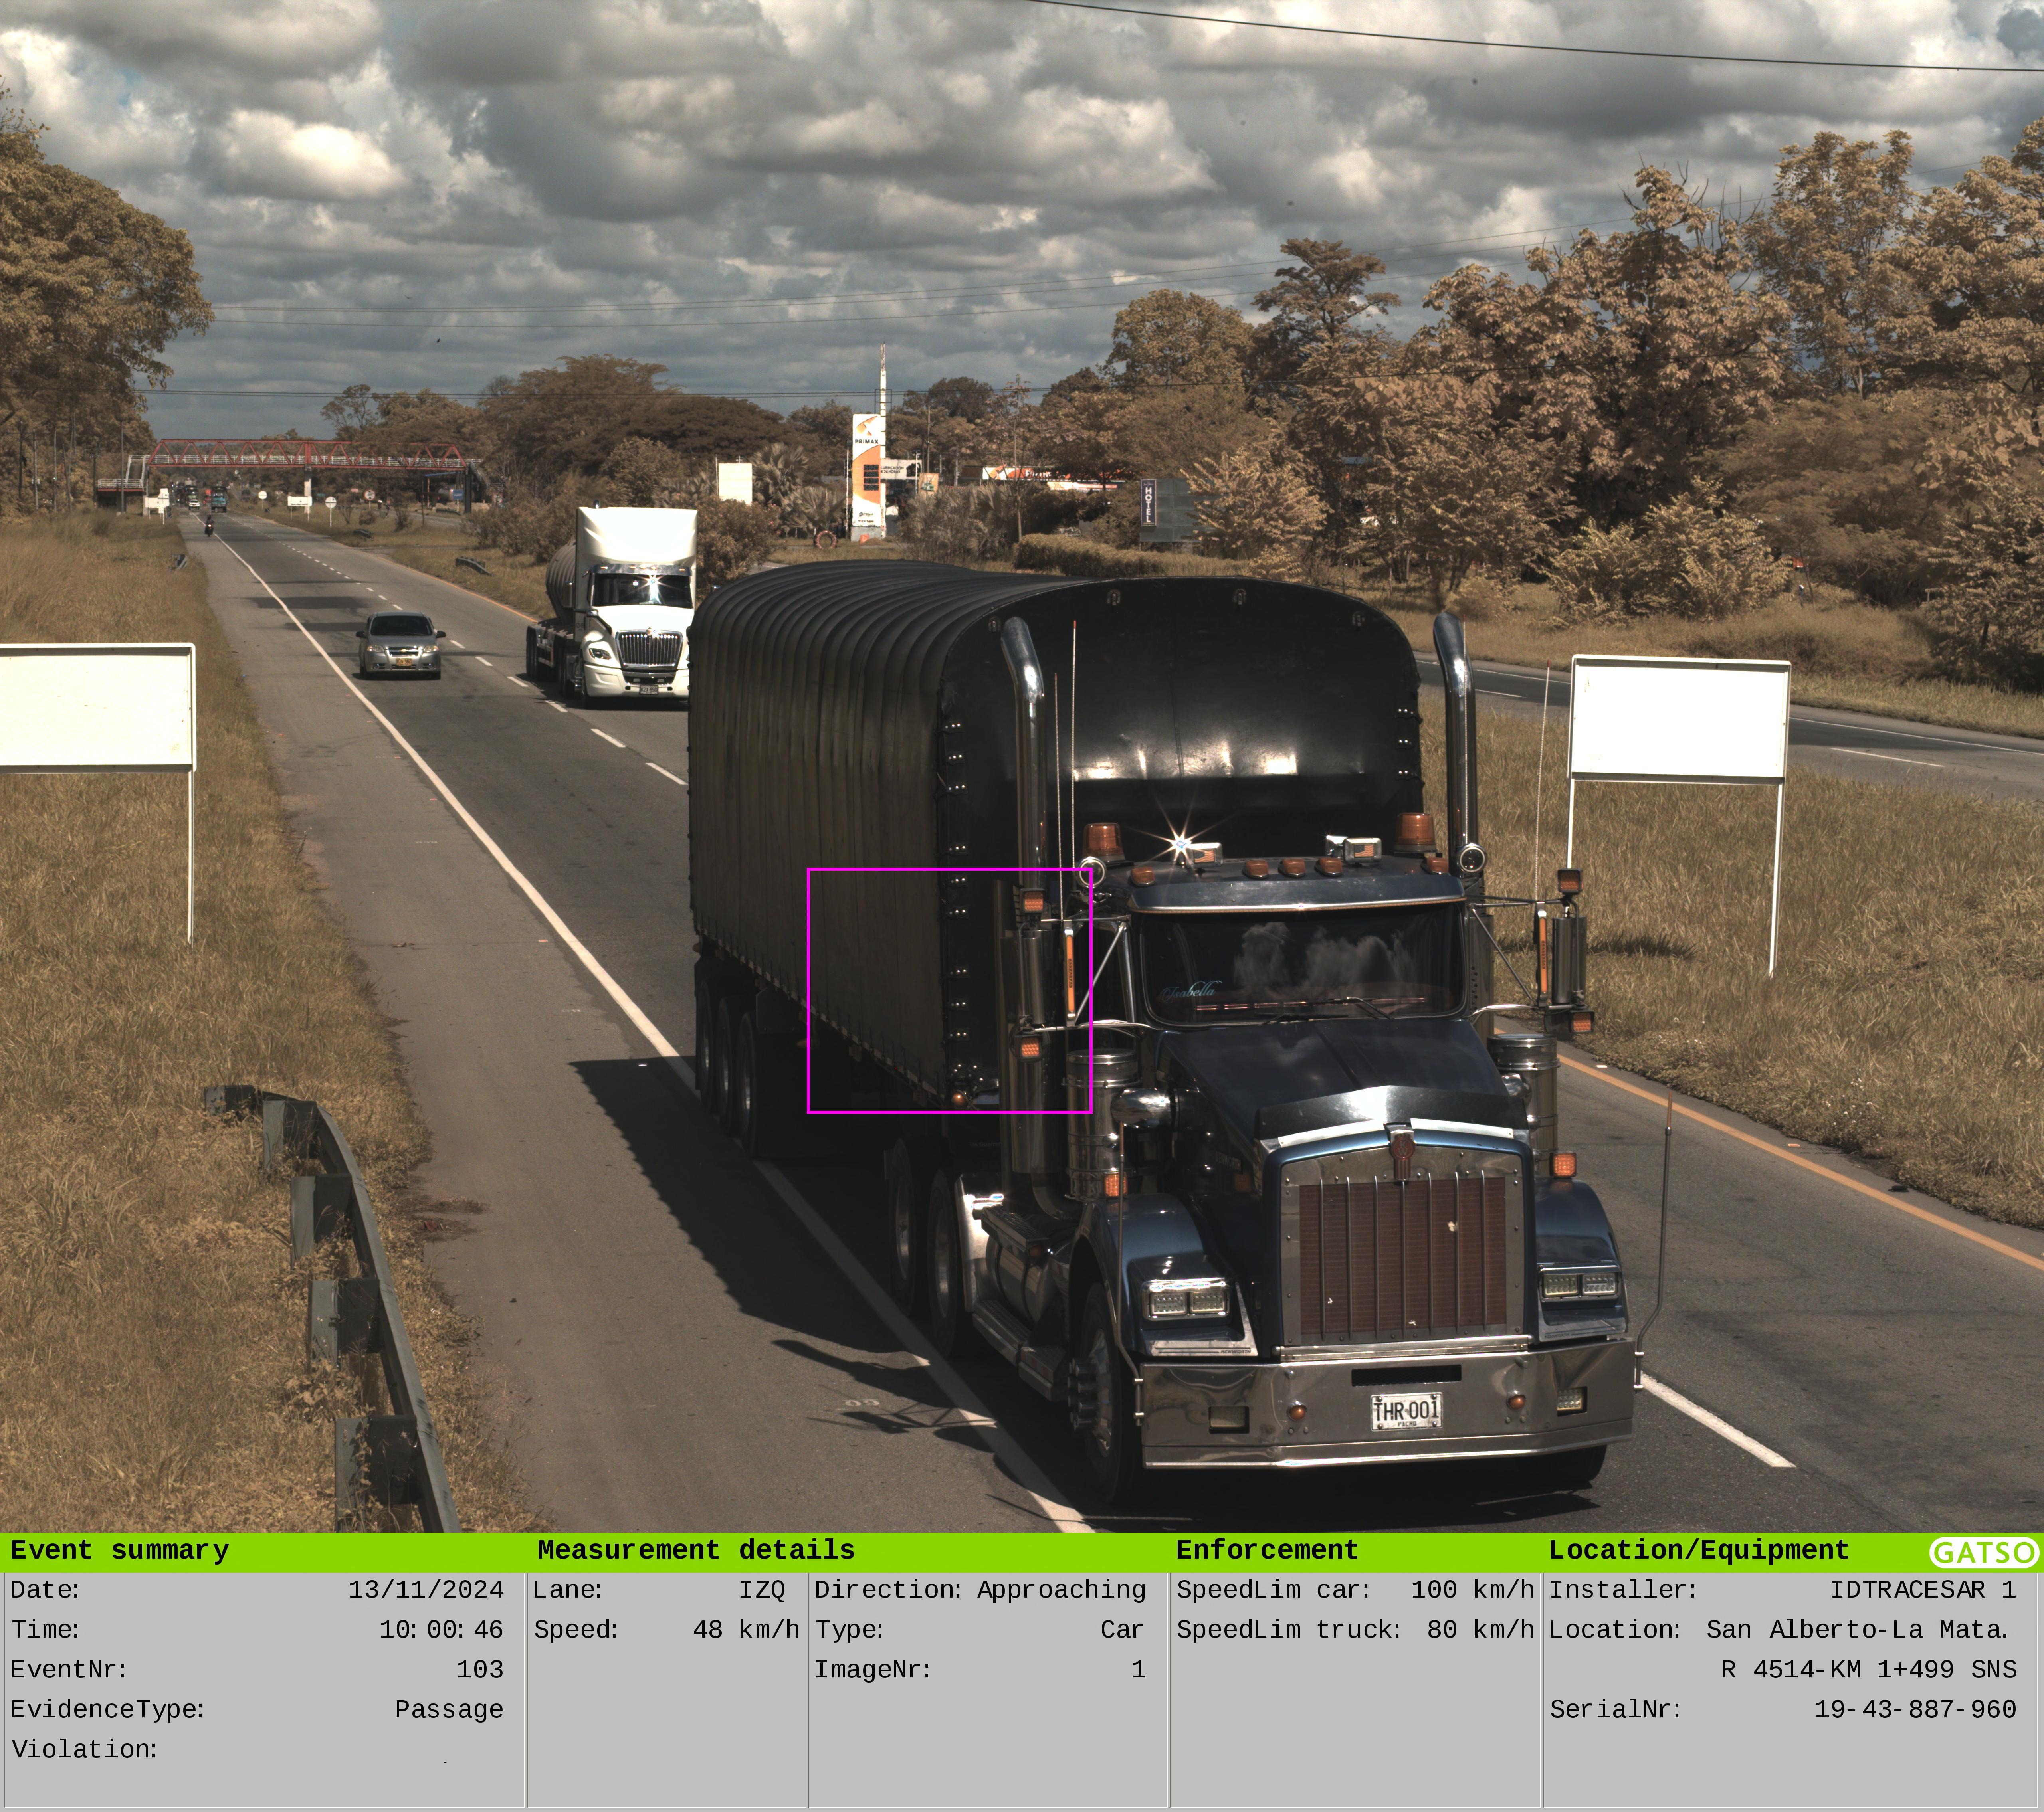 PRIMAX
HOTEL
Isabella
THR 001
Event summary
Measurement details
Enforcement
Location/Equipment
GATSO
Date: 13/11/2024
Lane: IZQ
Direction: Approaching
SpeedLim car: 100 km/h
Installer: IDTRACESAR 1
Time: 10:00:46
Speed: 48 km/h
Type: Car
SpeedLim truck: 80 km/h
Location: San Alberto-La Mata.
EventNr: 103
ImageNr: 1
R 4514-KM 1+499 SNS
EvidenceType: Passage
SerialNr: 19-43-887-960
Violation: